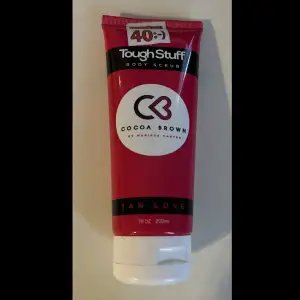 40:-)
Tough Stuff
BODY SCRUB
CB
COCOA BROWN
BY MARISSA CARTER
TAN LOVE
200ml